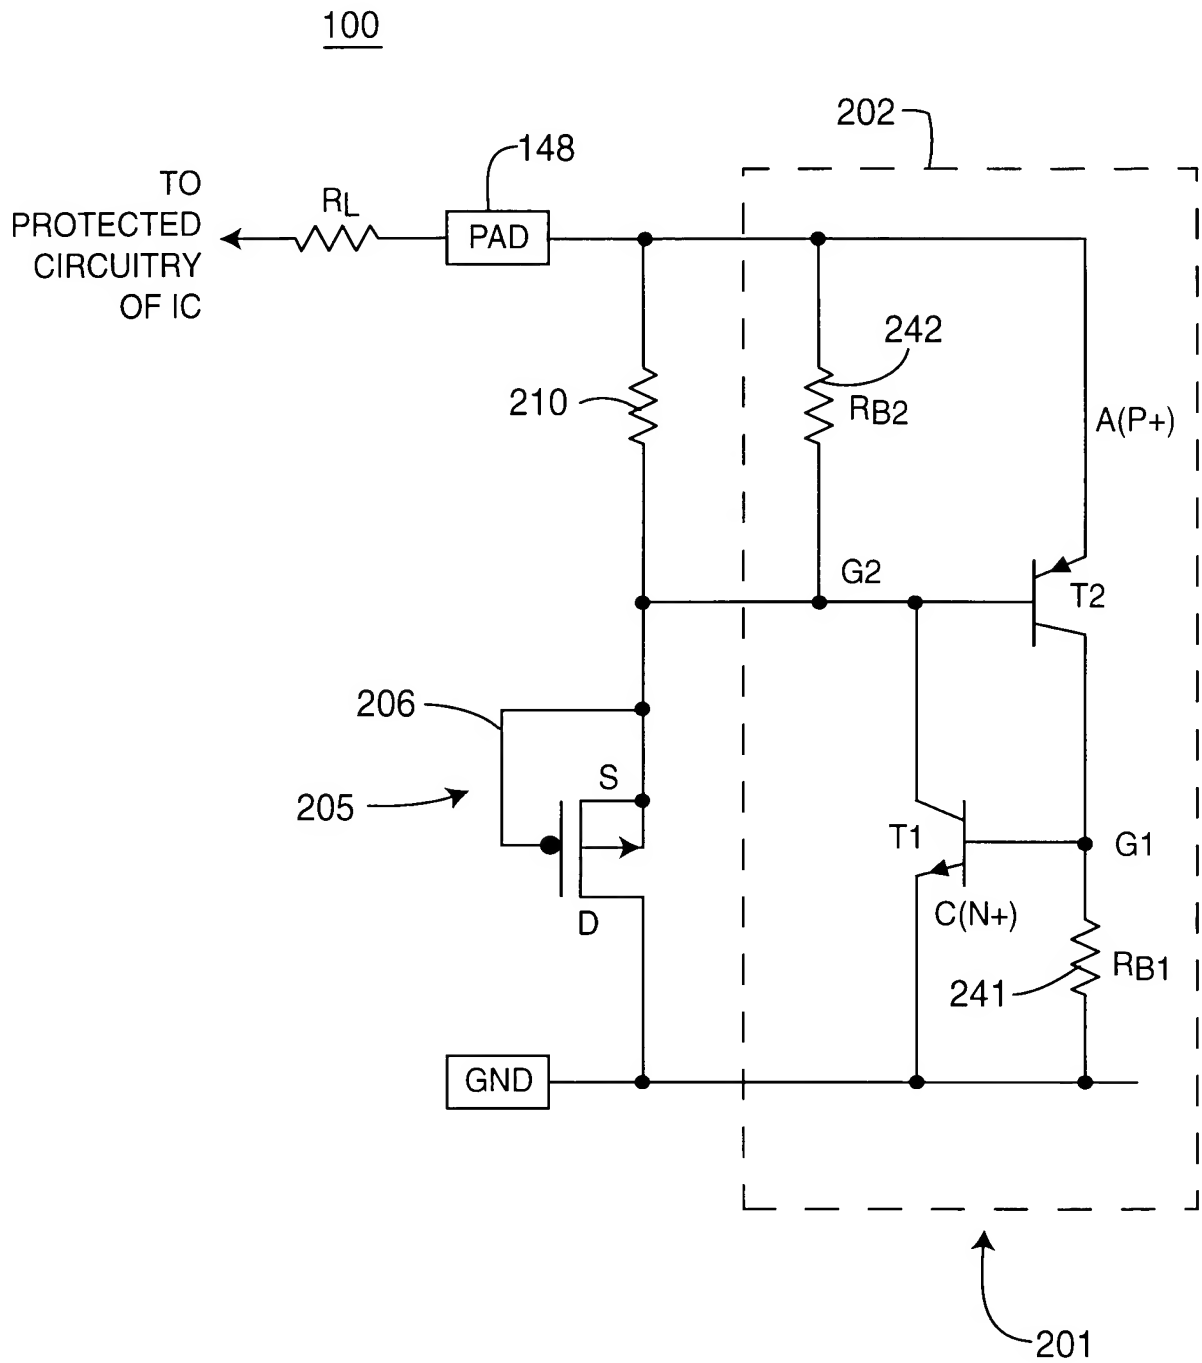 100
202
148
TO
PROTECTED
CIRCUITRY
OF IC
RL
PAD
242
210
RB2
A(P+)
G2
T2
206
S
205
T1
G1
D
C(N+)
241
RB1
GND
201